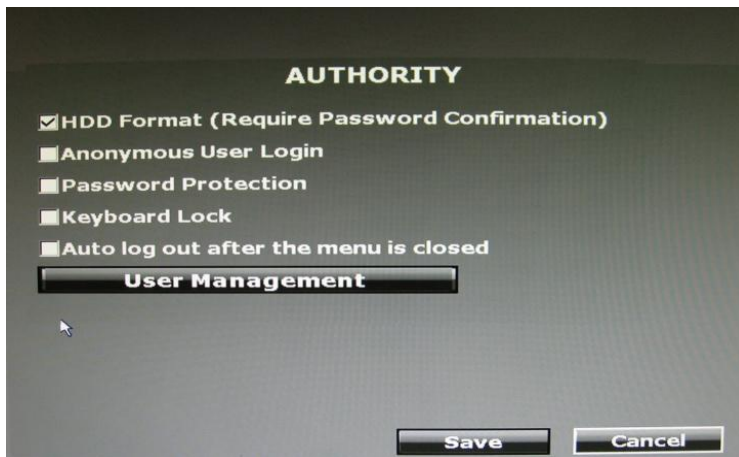 AUTHORITY
HDD Format (Require Password Confirmation)
Anonymous User Login
Password Protection
Keyboard Lock
Auto log out after the menu is closed
User Management
Save
Cancel